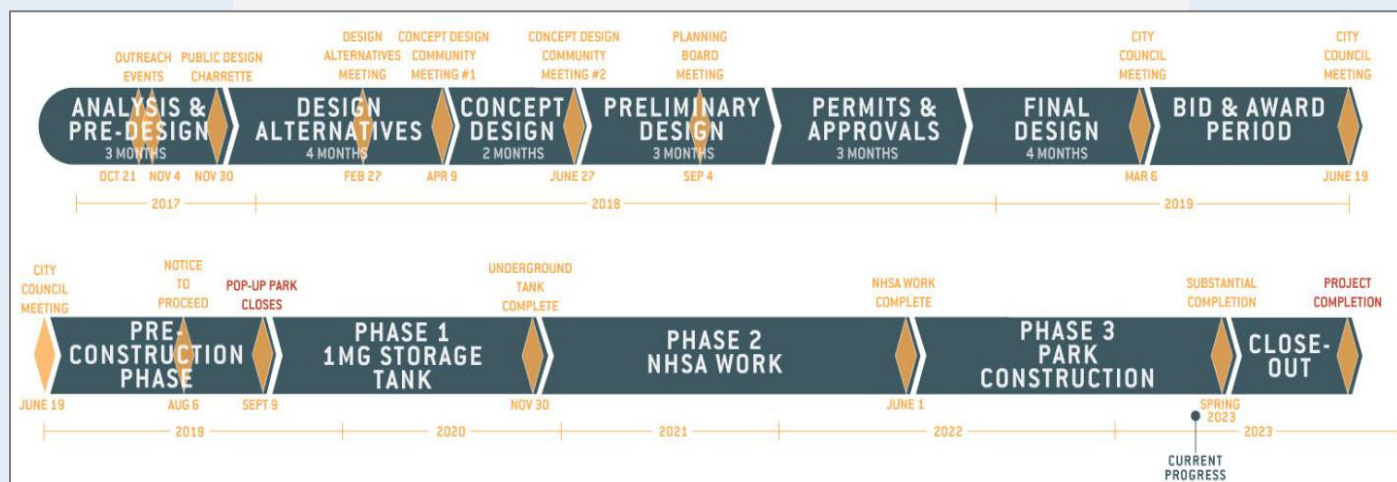 OUTREACH
EVENTS
PUBLIC DESIGN
CHARRETTE
DESIGN
ALTERNATIVES
MEETING
CONCEPT DESIGN
COMMUNITY
MEETING #1
CONCEPT DESIGN
COMMUNITY
MEETING #2
PLANNING
BOARD
MEETING
CITY
COUNCIL
MEETING
CITY
COUNCIL
MEETING
ANALYSIS &
PRE-DESIGN
3 MONTHS
DESIGN
ALTERNATIVES
4 MONTHS
CONCEPT
DESIGN
2 MONTHS
PRELIMINARY
DESIGN
3 MONTHS
PERMITS &
APPROVALS
3 MONTHS
FINAL
DESIGN
4 MONTHS
BID & AWARD
PERIOD
OCT 21
NOV 4
NOV 30
FEB 27
APR 9
JUNE 27
SEP 4
MAR 6
JUNE 19
2017
2018
2019
CITY
COUNCIL
MEETING
NOTICE
TO
PROCEED
POP-UP PARK
CLOSES
UNDERGROUND
TANK
COMPLETE
NHSA WORK
COMPLETE
SUBSTANTIAL
COMPLETION
PROJECT
COMPLETION
PRE-
CONSTRUCTION
PHASE
PHASE 1
1MG STORAGE
TANK
PHASE 2
NHSA WORK
PHASE 3
PARK
CONSTRUCTION
CLOSE-
OUT
JUNE 19
AUG 6
SEPT 9
NOV 30
JUNE 1
SPRING
2023
2019
2020
2021
2022
2023
CURRENT
PROGRESS